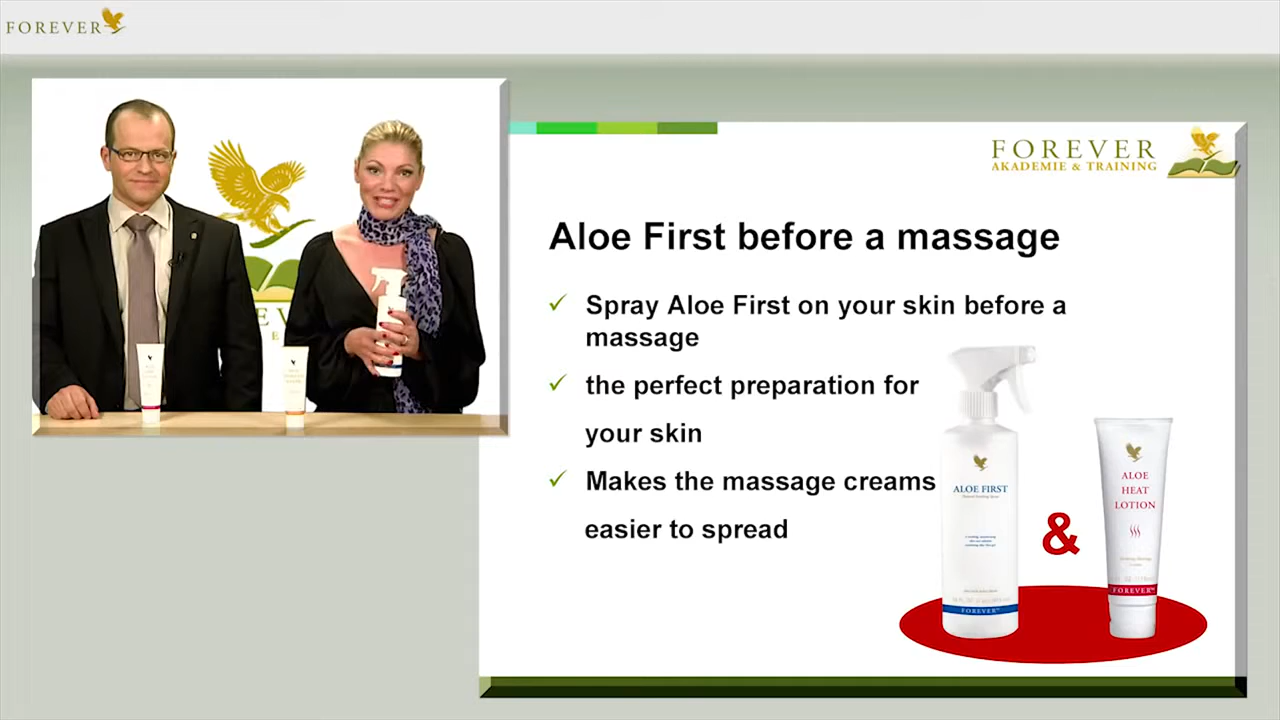 FOREVER
FOREVER
AKADEMIE & TRAINING
Aloe First before a massage
Spray Aloe First on your skin before a
massage
the perfect preparation for
your skin
Makes the massage creams
easier to spread
ALOE FIRST
FOREVER
&
ALOE
HEAT
LOTION
FOREVER